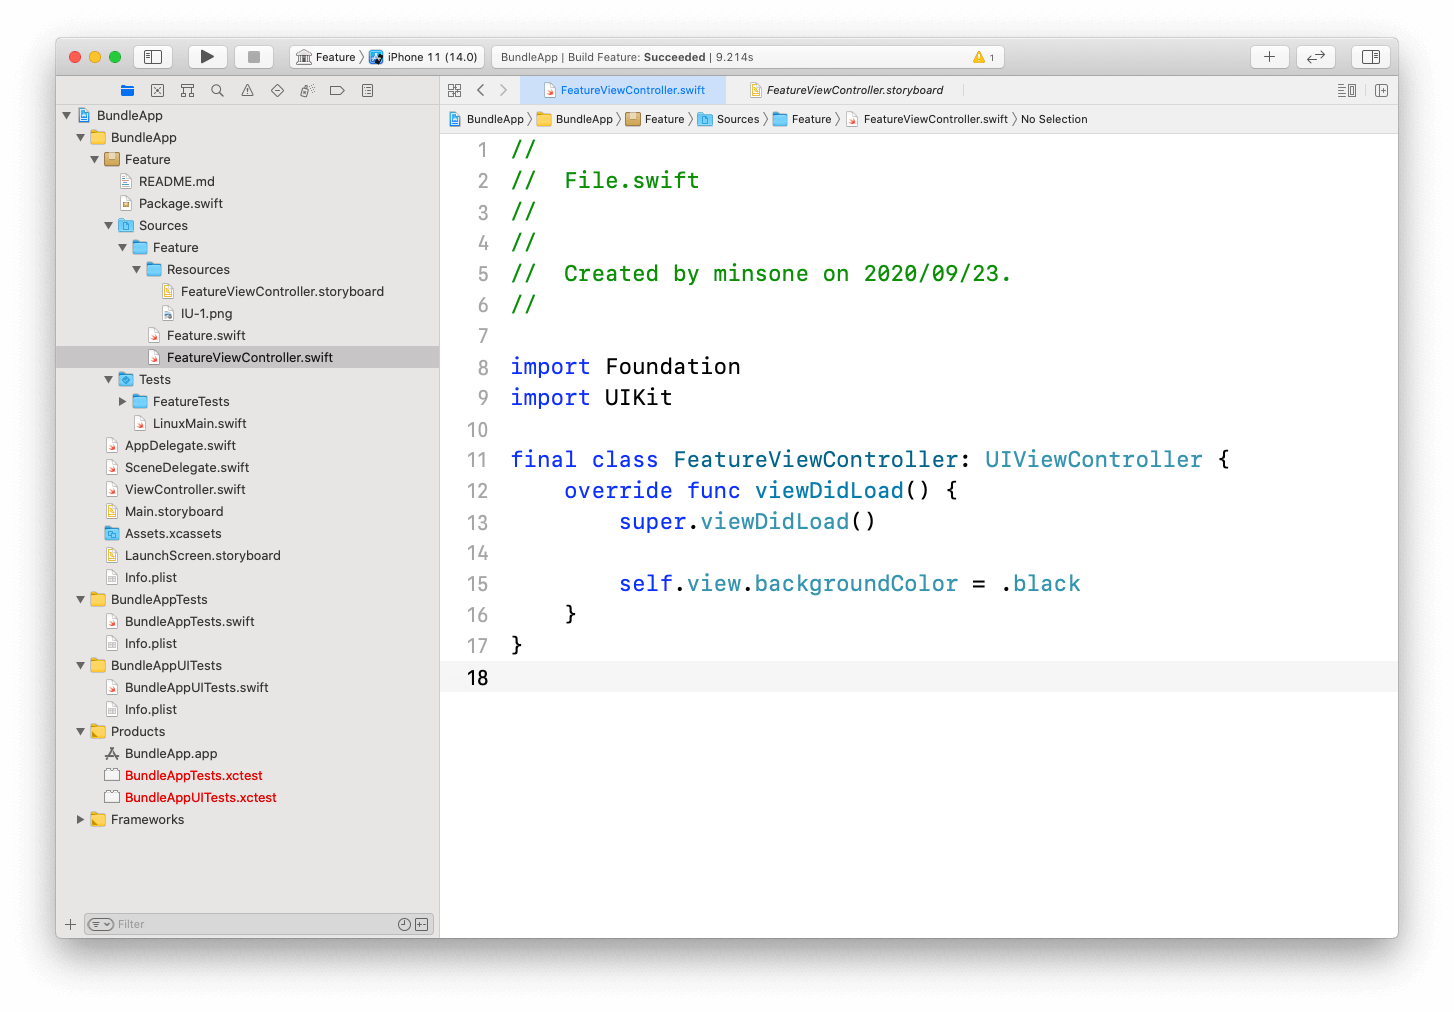 Feature
iPhone 11 (14.0)
BundleApp | Build Feature: Succeeded | 9.214s
1
FeatureViewController.swift
FeatureViewController.storyboard
BundleApp
BundleApp
Feature
Sources
Feature
FeatureViewController.swift
No Selection
BundleApp
BundleApp
Feature
README.md
Package.swift
Sources
Feature
Resources
FeatureViewController.storyboard
IU-1.png
Feature.swift
FeatureViewController.swift
Tests
FeatureTests
LinuxMain.swift
AppDelegate.swift
SceneDelegate.swift
ViewController.swift
Main.storyboard
Assets.xcassets
LaunchScreen.storyboard
Info.plist
BundleAppTests
BundleAppTests.swift
Info.plist
BundleAppUITests
BundleAppUITests.swift
Info.plist
Products
BundleApp.app
BundleAppTests.xctest
BundleAppUITests.xctest
Frameworks
Filter
1 //
2 //  File.swift
3 //
4 //
5 //  Created by minsone on 2020/09/23.
6 //
7
8 import Foundation
9 import UIKit
10
11 final class FeatureViewController: UIViewController {
12     override func viewDidLoad() {
13         super.viewDidLoad()
14
15         self.view.backgroundColor = .black
16     }
17 }
18